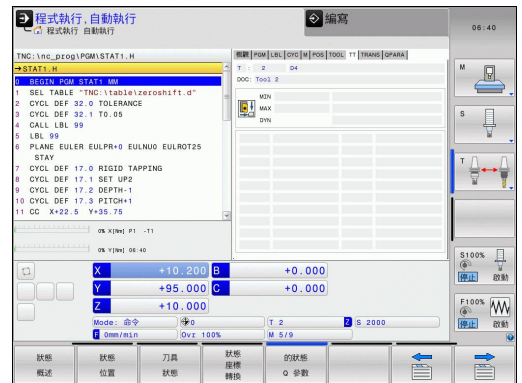 程式執行,自動執行
程式執行 自動執行
編寫
06:40
TNC:\nc_prog\PGM\STAT1.H
→STAT1.H
0 BEGIN PGM STAT1 MM
1 SEL TABLE "TNC:\table\zeroshift.d"
2 CYCL DEF 32.0 TOLERANCE
3 CYCL DEF 32.1 T0.05
4 CALL LBL 99
5 LBL 99
6 PLANE EULER EULPR+0 EULNU0 EULROT25
STAY
7 CYCL DEF 17.0 RIGID TAPPING
8 CYCL DEF 17.1 SET UP2
9 CYCL DEF 17.2 DEPTH-1
10 CYCL DEF 17.3 PITCH+1
11 CC X+22.5 Y+35.75
0% X[Nm] P1 -T1
0% Y[Nm] 06:40
概觀 PGM LBL CYC M POS TOOL TT TRANS QPARA
T : 2 D4
DOC: Tool 2
MIN
MAX
DYN
M
S
T
S100%
停止 啟動
F100%
停止 啟動
X +10.200 B +0.000
Y +95.000 C +0.000
Z +10.000
Mode: 命令 0 T 2 Z S 2000
F 0mm/min Ovr 100% M 5/9
狀態
概述
狀態
位置
刀具
狀態
狀態
座標
轉換
的狀態
Q 參數